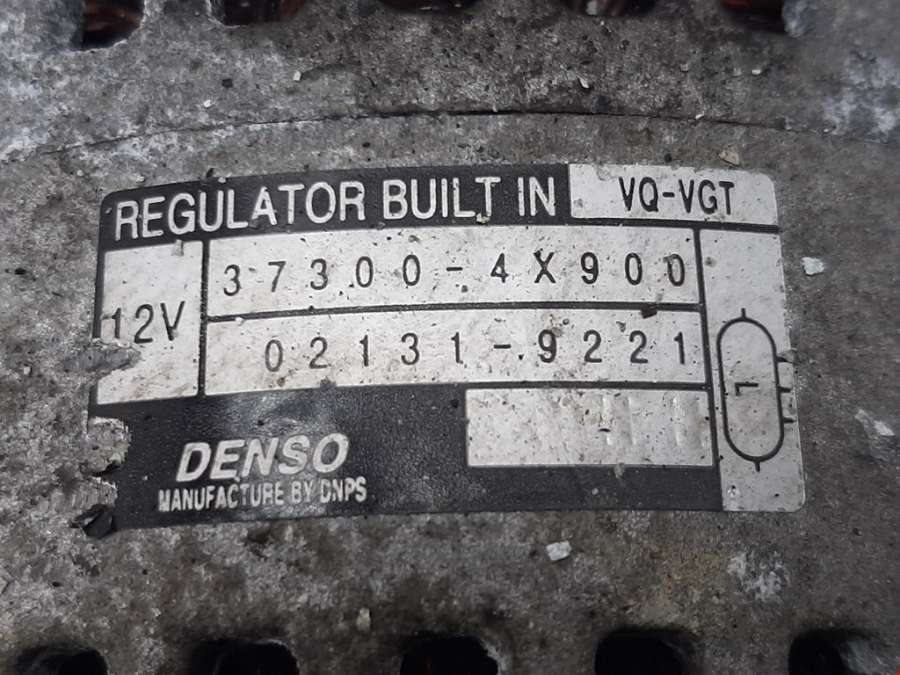 REGULATOR BUILT IN VQ-VGT
12V
37300-4X900
02131-9221
L
DENSO
MANUFACTURE BY DNPS